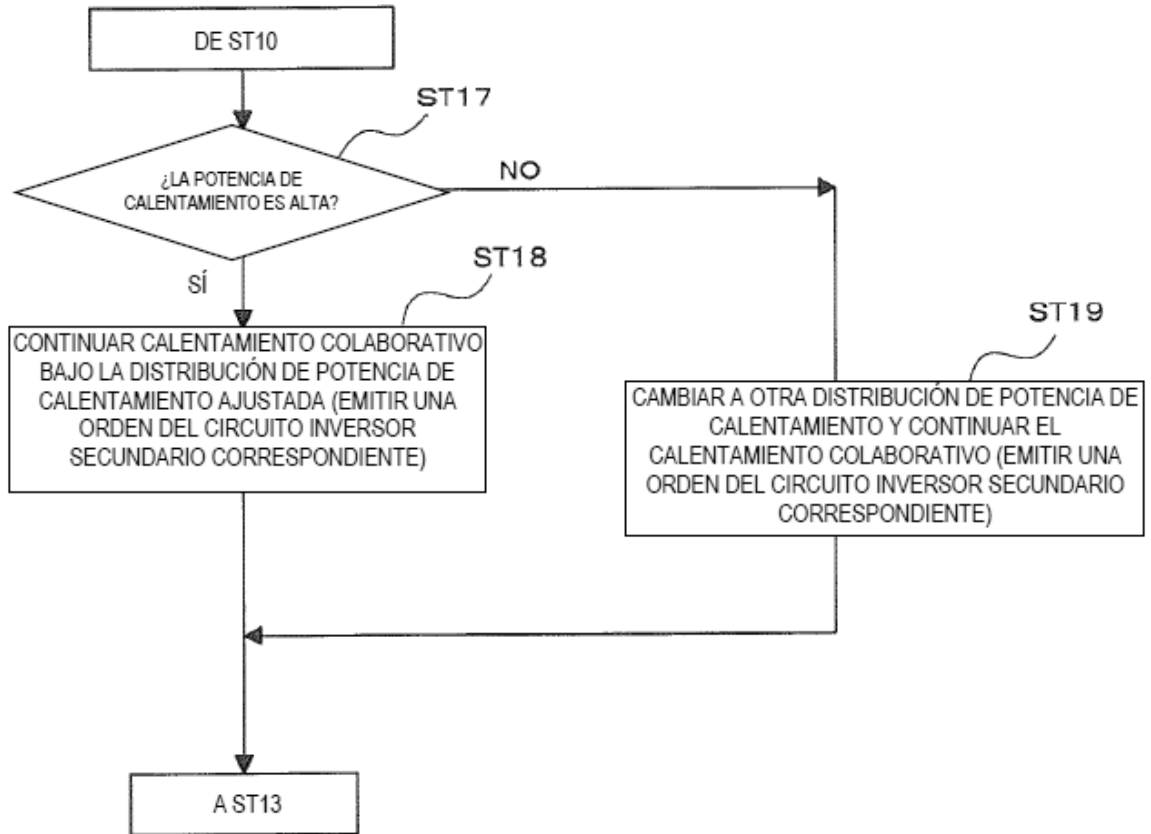 DE ST10
ST17
¿LA POTENCIA DE
CALENTAMIENTO ES ALTA?
NO
SÍ
ST18
CONTINUAR CALENTAMIENTO COLABORATIVO
BAJO LA DISTRIBUCIÓN DE POTENCIA DE
CALENTAMIENTO AJUSTADA (EMITIR UNA
ORDEN DEL CIRCUITO INVERSOR
SECUNDARIO CORRESPONDIENTE)
ST19
CAMBIAR A OTRA DISTRIBUCIÓN DE POTENCIA DE
CALENTAMIENTO Y CONTINUAR EL
CALENTAMIENTO COLABORATIVO (EMITIR UNA
ORDEN DEL CIRCUITO INVERSOR SECUNDARIO
CORRESPONDIENTE)
A ST13